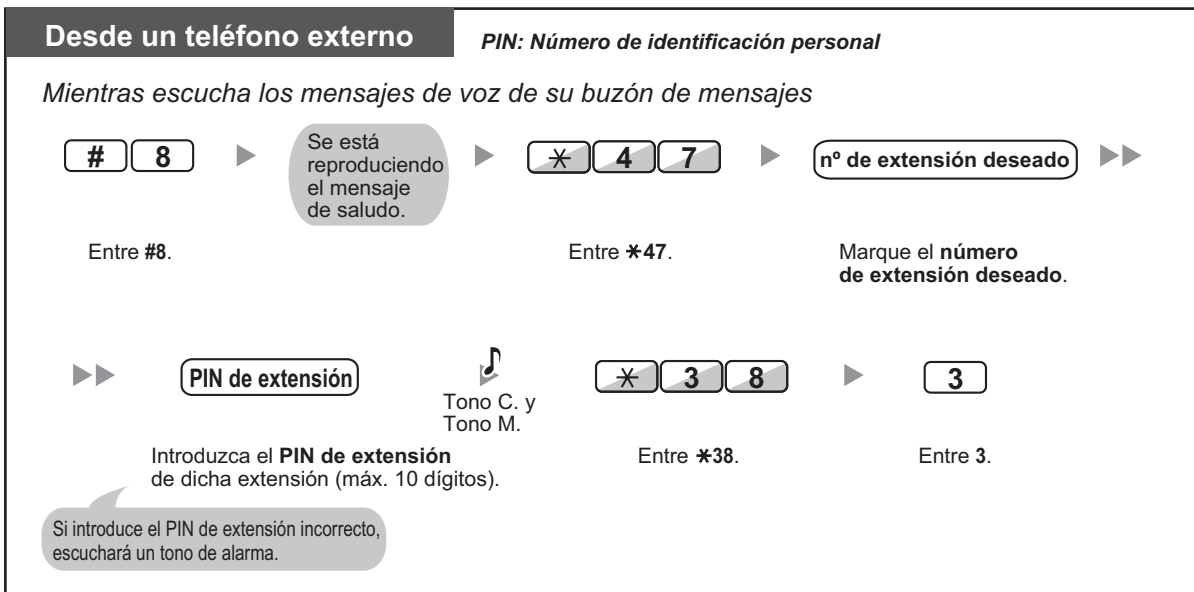 Desde un teléfono externo
PIN: Número de identificación personal
Mientras escucha los mensajes de voz de su buzón de mensajes
# 8
Se está
reproduciendo
el mensaje
de saludo.
* 4 7
nº de extensión deseado
Entre #8.
Entre *47.
Marque el número
de extensión deseado.
PIN de extensión
Tono C. y
Tono M.
* 3 8
3
Introduzca el PIN de extensión
de dicha extensión (máx. 10 dígitos).
Entre *38.
Entre 3.
Si introduce el PIN de extensión incorrecto,
escuchará un tono de alarma.